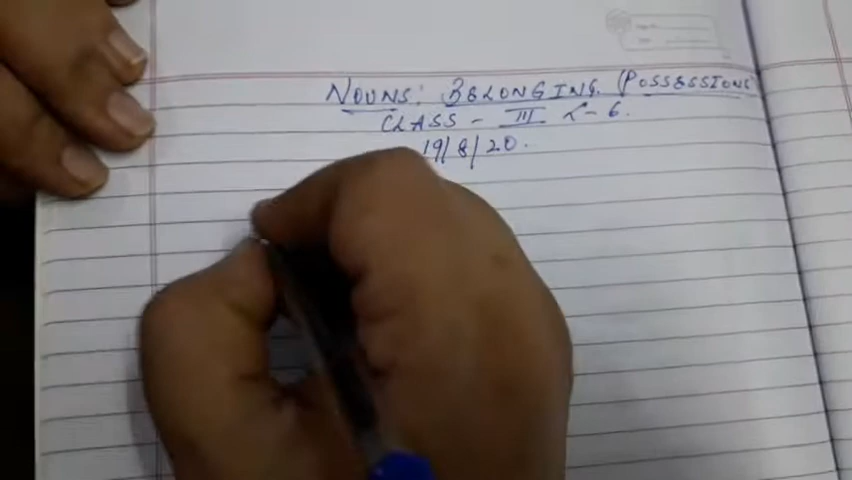 NOUNS: BELONGING (POSSESSIONS)
CLASS - III L-6.
19/8/20.